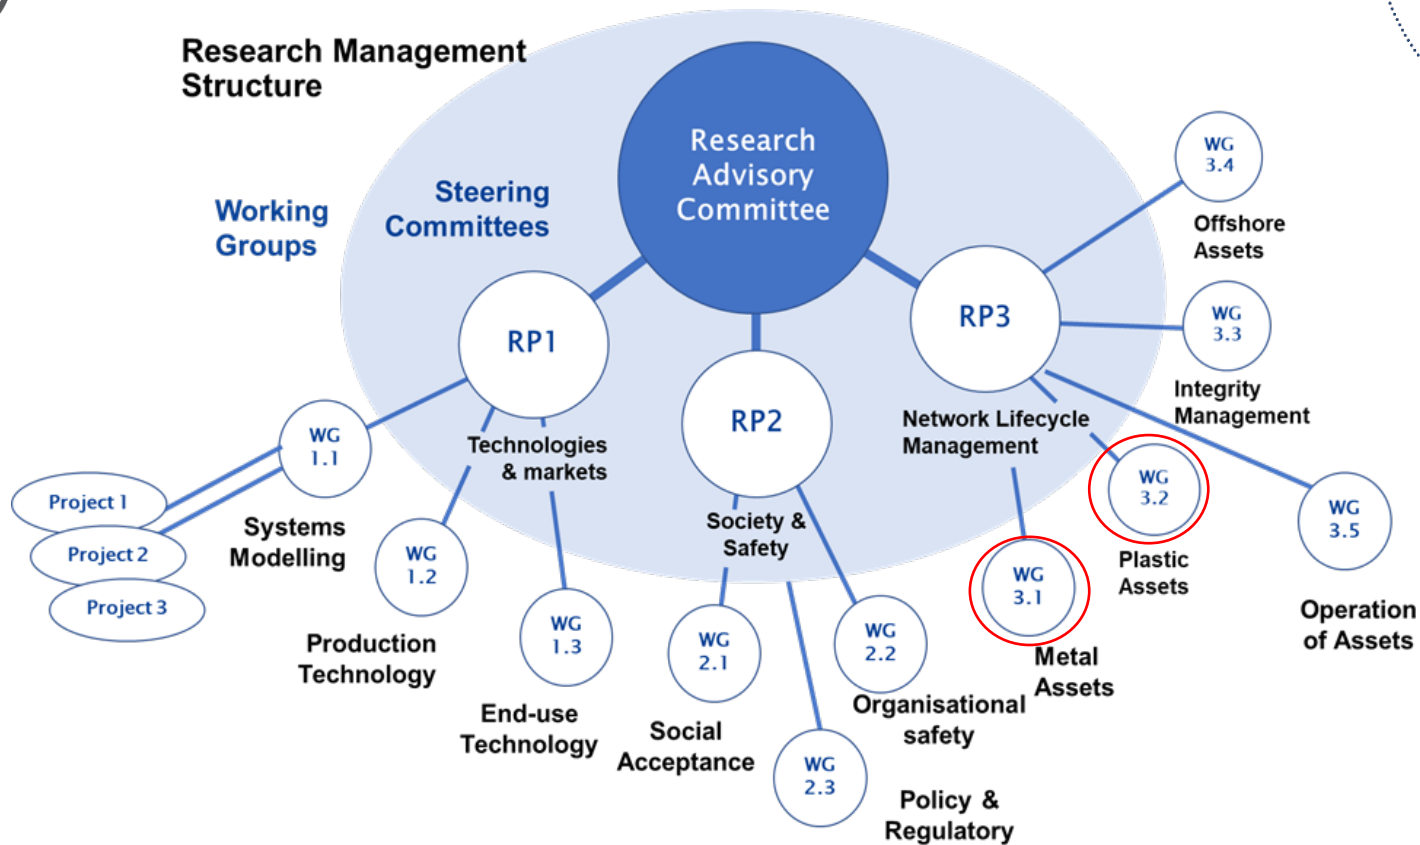 Research Management
Structure
Research
Advisory
Committee
Steering
Committees
Working
Groups
RP1
Technologies
& markets
RP2
Society &
Safety
RP3
Network Lifecycle
Management
WG
1.1
Systems
Modelling
Project 1
Project 2
Project 3
WG
1.2
Production
Technology
WG
1.3
End-use
Technology
WG
2.1
Social
Acceptance
WG
2.2
Organisational
safety
WG
2.3
Policy &
Regulatory
WG
3.1
Metal
Assets
WG
3.2
Plastic
Assets
WG
3.3
Integrity
Management
WG
3.4
Offshore
Assets
WG
3.5
Operation
of Assets